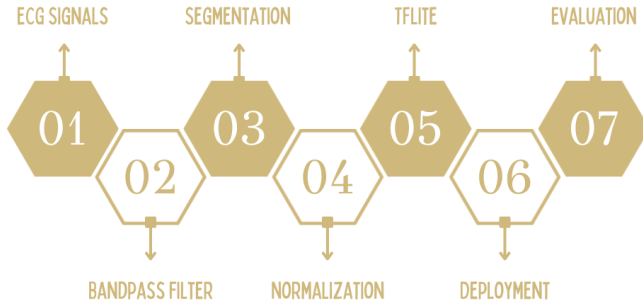 ECG SIGNALS
SEGMENTATION
TFLITE
EVALUATION
01
02
03
04
05
06
07
BANDPASS FILTER
NORMALIZATION
DEPLOYMENT